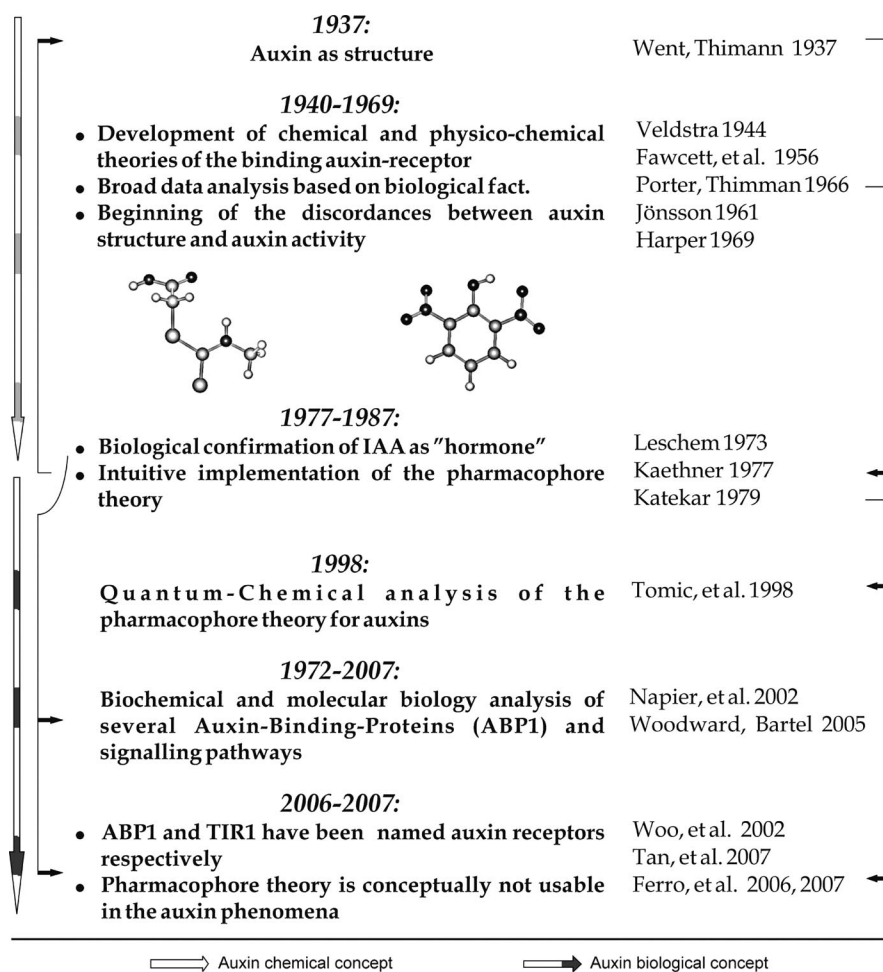 1937:
Auxin as structure
Went, Thimann 1937
1940-1969:
• Development of chemical and physico-chemical
theories of the binding auxin-receptor
• Broad data analysis based on biological fact.
• Beginning of the discordances between auxin
structure and auxin activity
Veldstra 1944
Fawcett, et al. 1956
Porter, Thimman 1966
Jönsson 1961
Harper 1969
1977-1987:
• Biological confirmation of IAA as "hormone"
• Intuitive implementation of the pharmacophore
theory
Leschem 1973
Kaethner 1977
Katekar 1979
1998:
Quantum-Chemical analysis of the
pharmacophore theory for auxins
Tomic, et al. 1998
1972-2007:
Biochemical and molecular biology analysis of
several Auxin-Binding-Proteins (ABP1) and
signalling pathways
Napier, et al. 2002
Woodward, Bartel 2005
2006-2007:
• ABP1 and TIR1 have been named auxin receptors
respectively
• Pharmacophore theory is conceptually not usable
in the auxin phenomena
Woo, et al. 2002
Tan, et al. 2007
Ferro, et al. 2006, 2007
Auxin chemical concept
Auxin biological concept